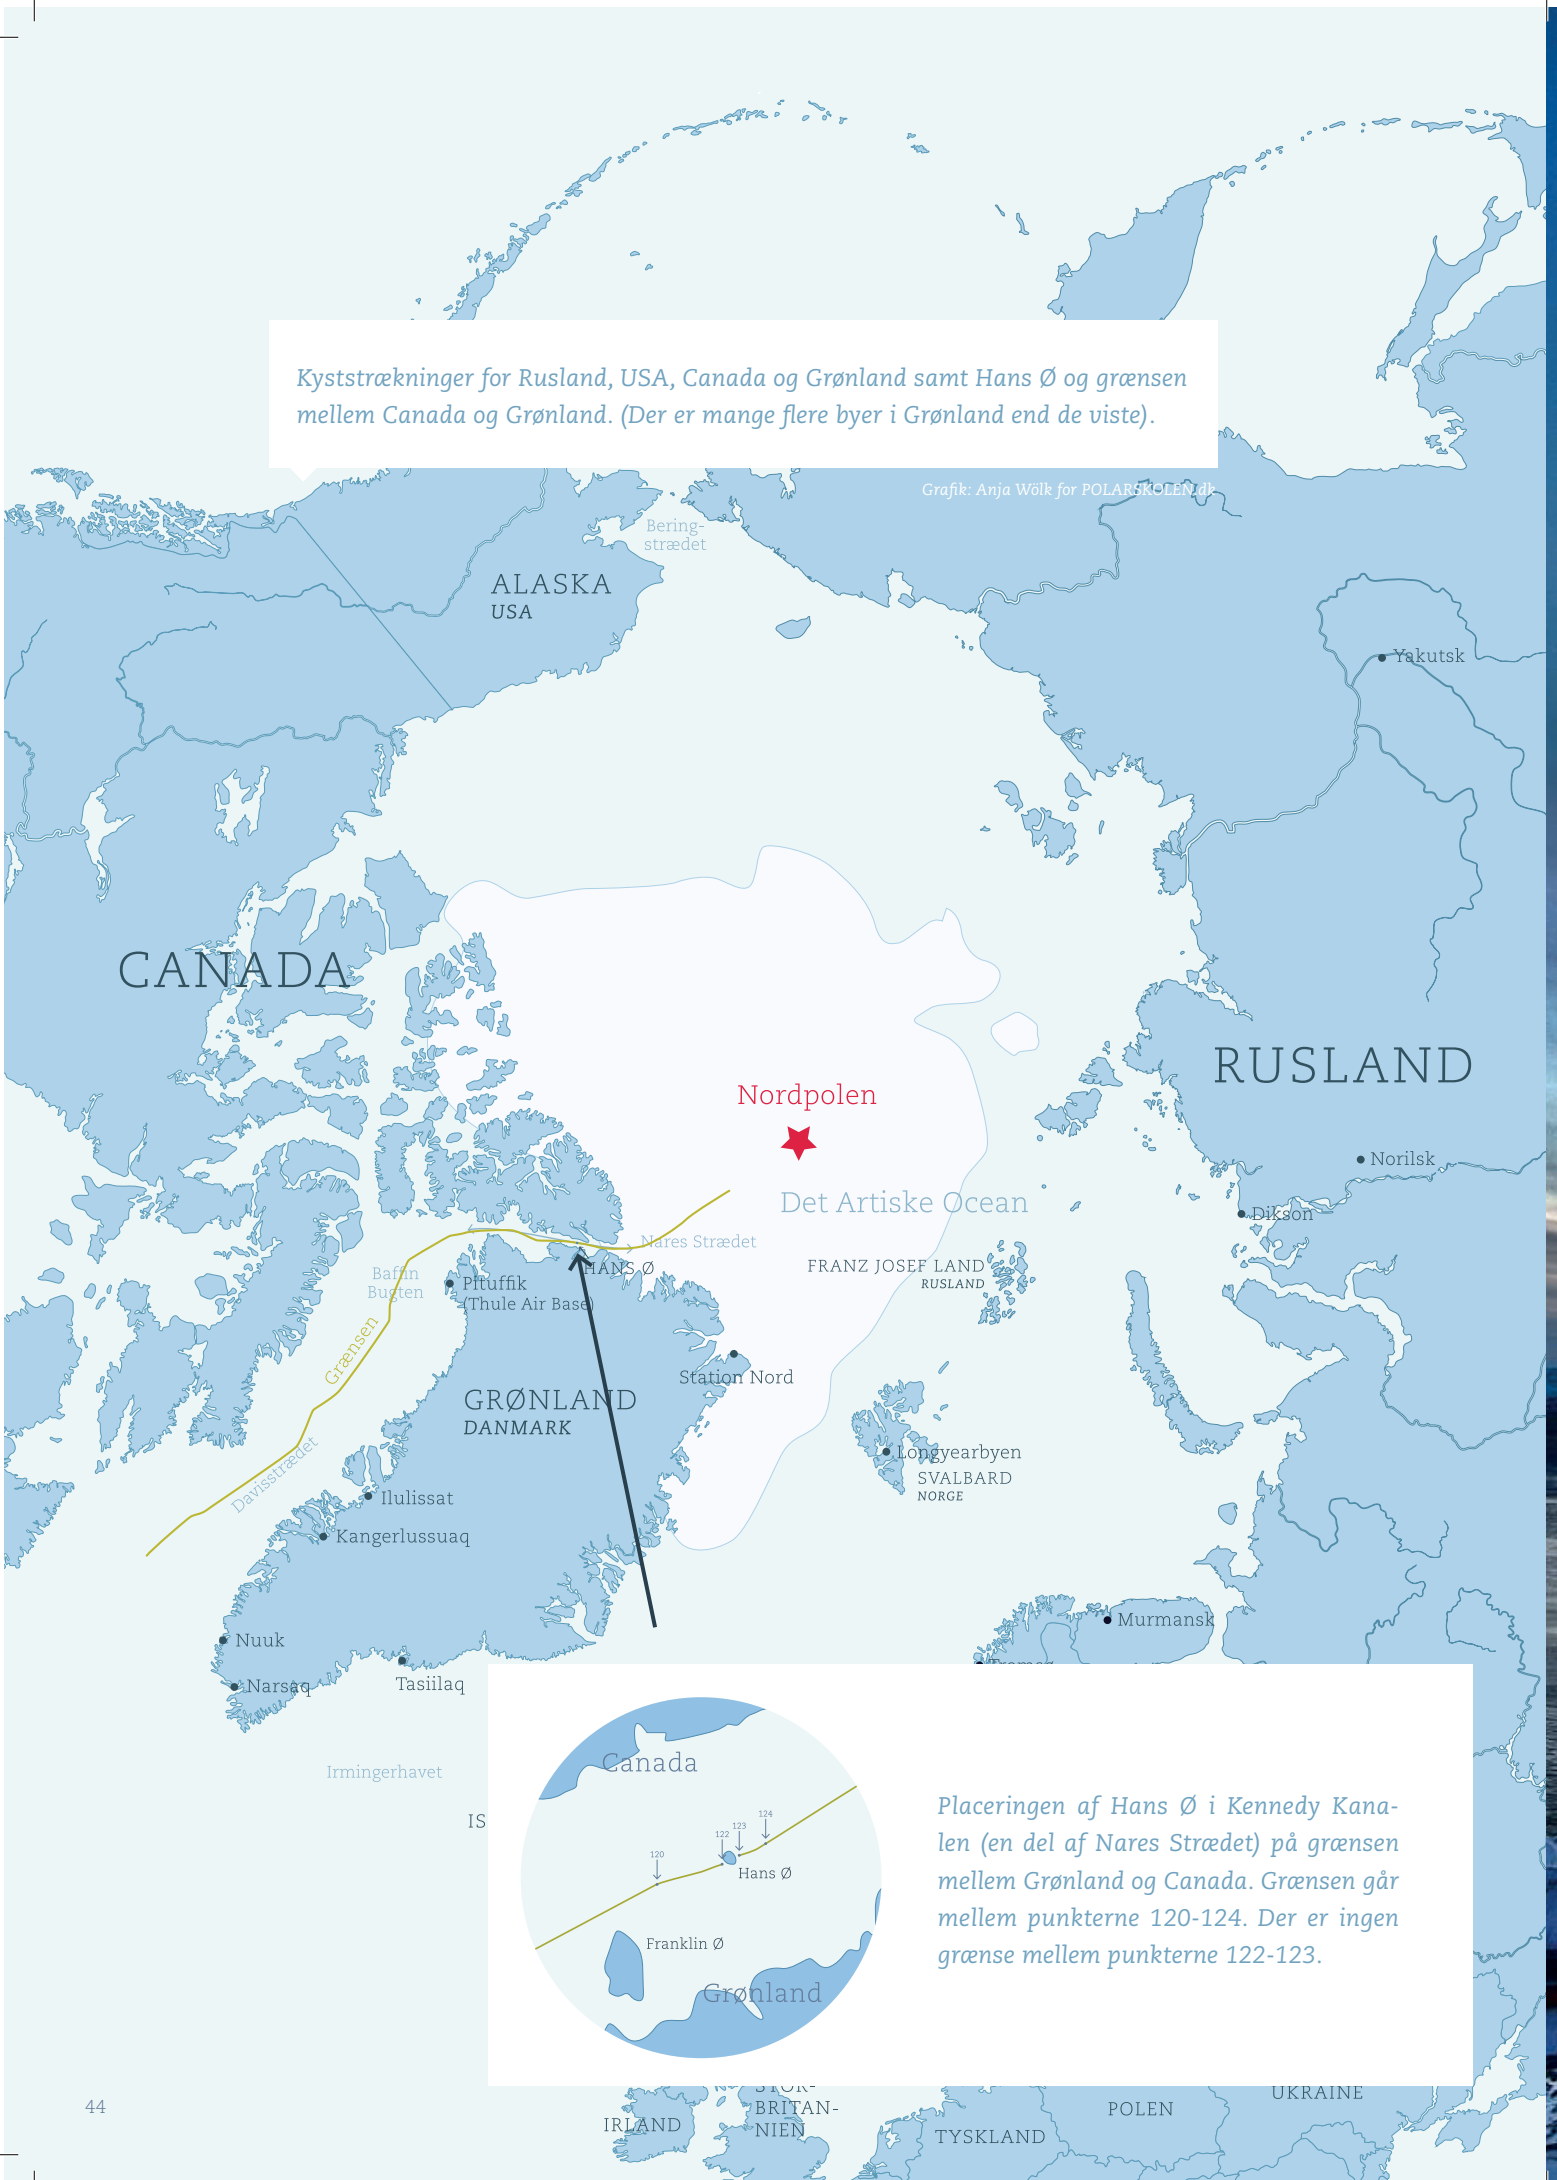 Kyststrækninger for Rusland, USA, Canada og Grønland samt Hans Ø og grænsen
mellem Canada og Grønland. (Der er mange flere byer i Grønland end de viste).
Grafik: Anja Wölk for POLARSKOLEN.dk
Bering-
strædet
ALASKA
USA
Yakutsk
CANADA
RUSLAND
Nordpolen
Norilsk
Det Artiske Ocean
Dikson
Nares Strædet
HANS Ø
FRANZ JOSEF LAND
RUSLAND
Baffin
Bugten
Pituffik
(Thule Air Base)
Grænsen
Station Nord
GRØNLAND
DANMARK
Longyearbyen
SVALBARD
NORGE
Davisstrædet
Ilulissat
Kangerlussuaq
Murmansk
Nuuk
Tromsø
Narsaq
Tasiilaq
Irmingerhavet
IS
Canada
124
123
122
120
Hans Ø
Franklin Ø
Grønland
Placeringen af Hans Ø i Kennedy Kana-
len (en del af Nares Strædet) på grænsen
mellem Grønland og Canada. Grænsen går
mellem punkterne 120-124. Der er ingen
grænse mellem punkterne 122-123.
STOR-
BRITAN-
NIEN
IRLAND
TYSKLAND
POLEN
UKRAINE
44